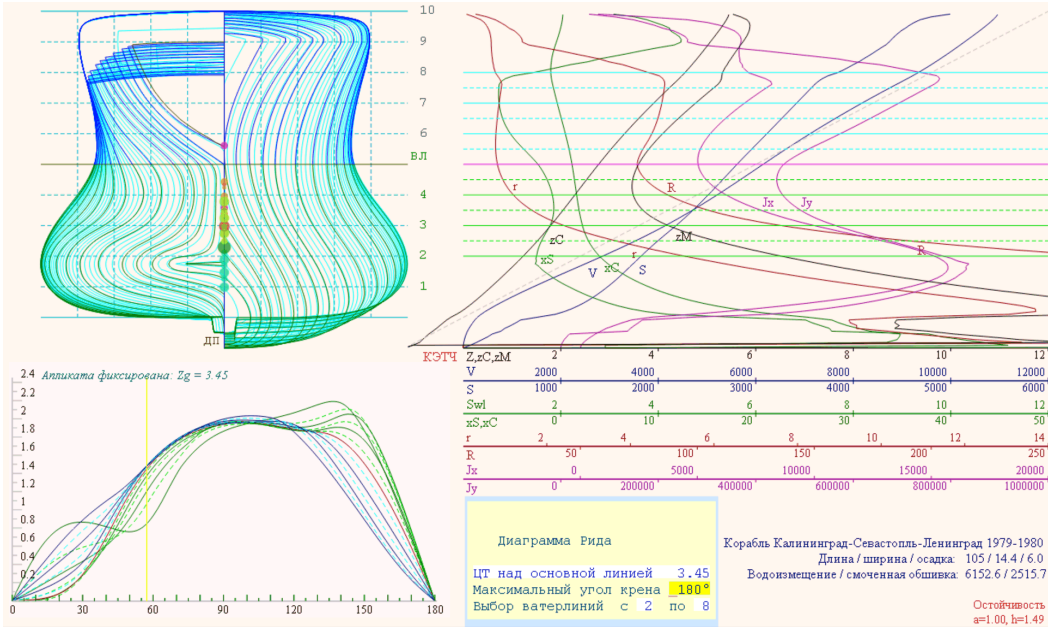 10
9
8
7
6
ВЛ
4
3
2
1
ДП
r
R
Jx
Jy
zC
zM
xS
V
xC
r
S
R
КЭТЧ
Z,zC,zM
2
4
6
8
10
12
V
2000
4000
6000
8000
10000
12000
S
1000
2000
3000
4000
5000
6000
Swl
2
4
6
8
10
12
xS,xC
0
10
20
30
40
50
r
2
4
6
8
10
12
14
R
50
100
150
200
250
Jx
0
5000
10000
15000
20000
Jy
0
200000
400000
600000
800000
1000000
Аппликата фиксирована: Zg = 3.45
2.4
2.2
2
1.8
1.6
1.4
1.2
1
0.8
0.6
0.4
0.2
0
30
60
90
120
150
180
Диаграмма Рида
ЦТ над основной линией 3.45
Максимальный угол крена _180°
Выбор ватерлиний с 2 по 8
Корабль Калининград-Севастопль-Ленинград 1979-1980
Длина / ширина / осадка: 105 / 14.4 / 6.0
Водоизмещение / смоченная обшивка: 6152.6 / 2515.7
Остойчивость
a=1.00, h=1.49